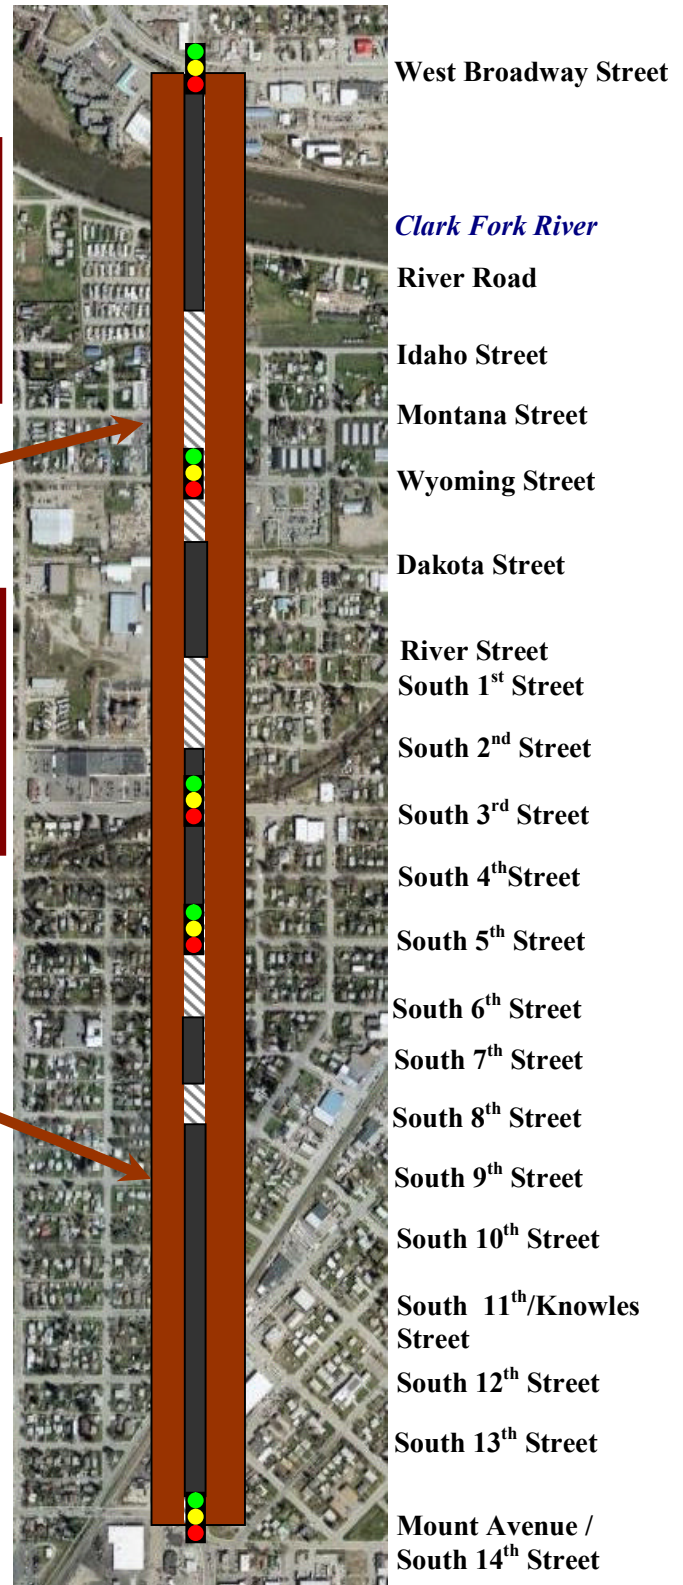 West Broadway Street
Clark Fork River
River Road
Idaho Street
Montana Street
Wyoming Street
Dakota Street
River Street
South 1st Street
South 2nd Street
South 3rd Street
South 4thStreet
South 5th Street
South 6th Street
South 7th Street
South 8th Street
South 9th Street
South 10th Street
South 11th/Knowles
Street
South 12th Street
South 13th Street
Mount Avenue /
South 14th Street